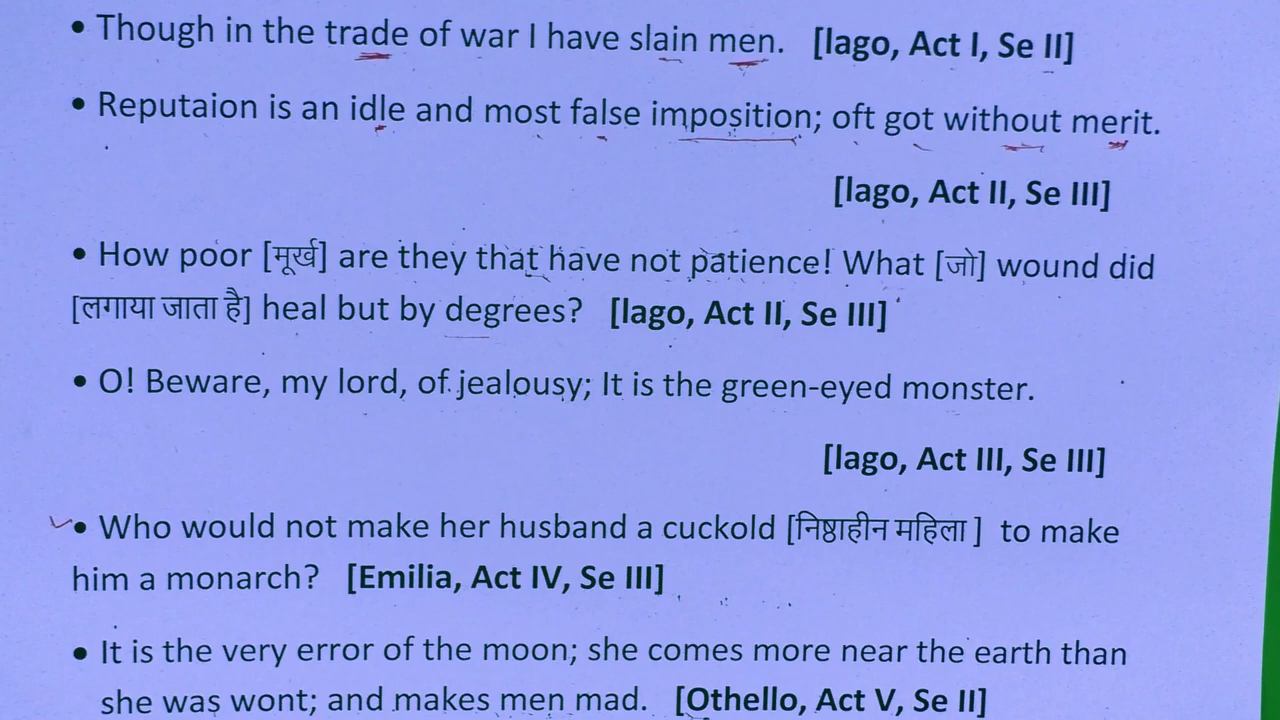 • Though in the trade of war I have slain men. [Iago, Act I, Se II]
• Reputaion is an idle and most false imposition; oft got without merit.
[Iago, Act II, Se III]
• How poor [मूर्ख] are they that have not patience! What [जो] wound did
[लगाया जाता है] heal but by degrees? [Iago, Act II, Se III]
• O! Beware, my lord, of jealousy; It is the green-eyed monster.
[Iago, Act III, Se III]
• Who would not make her husband a cuckold [निष्ठाहीन महिला ] to make
him a monarch? [Emilia, Act IV, Se III]
• It is the very error of the moon; she comes more near the earth than
she was wont; and makes men mad. [Othello, Act V, Se II]